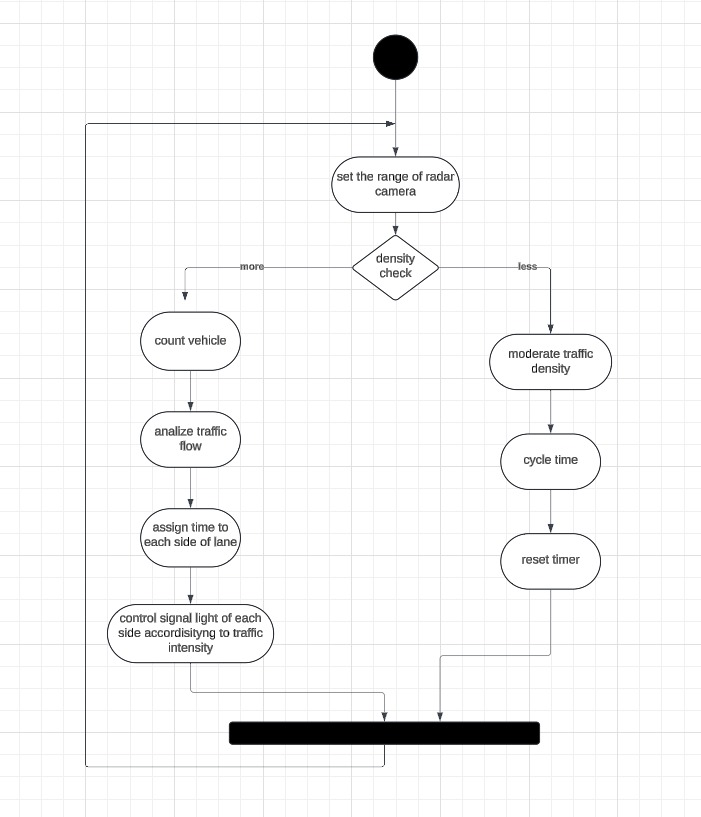 set the range of radar
camera
density
check
more
less
count vehicle
moderate traffic
density
analize traffic
flow
cycle time
assign time to
each side of lane
reset timer
control signal light of each
side accordisityng to traffic
intensity